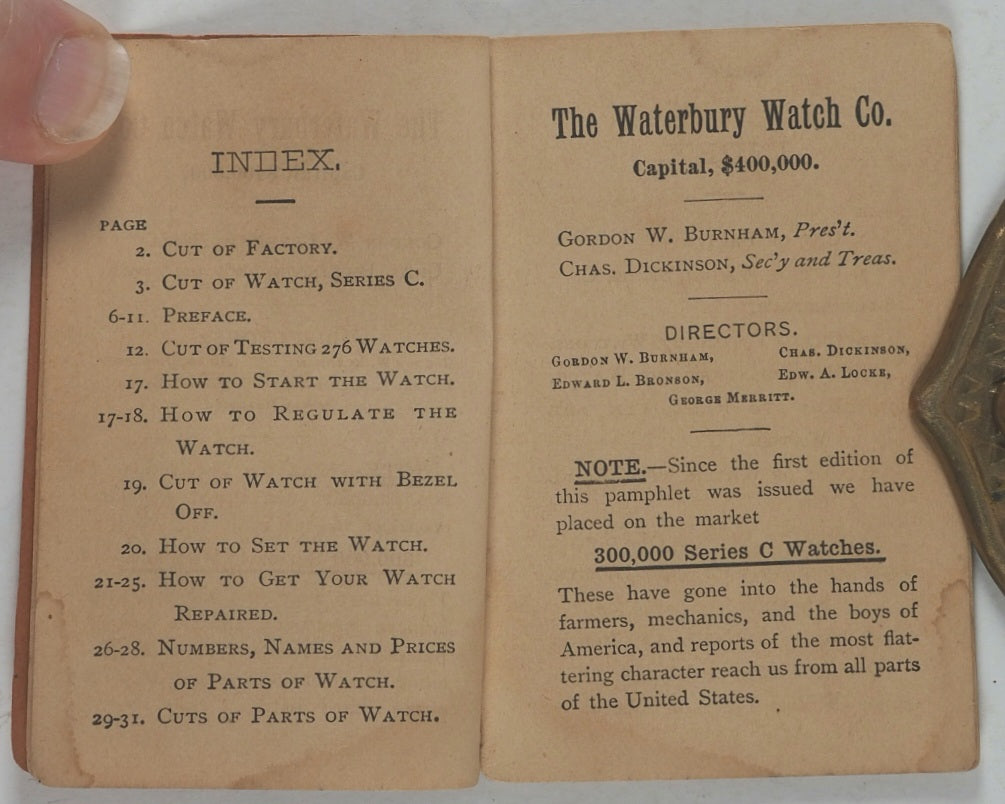 INDEX.
PAGE
2. CUT OF FACTORY.
3. CUT OF WATCH, SERIES C.
6-11. PREFACE.
12. CUT OF TESTING 276 WATCHES.
17. HOW TO START THE WATCH.
17-18. HOW TO REGULATE THE
WATCH.
19. CUT OF WATCH WITH BEZEL
OFF.
20. HOW TO SET THE WATCH.
21-25. HOW TO GET YOUR WATCH
REPAIRED.
26-28. NUMBERS, NAMES AND PRICES
OF PARTS OF WATCH.
29-31. CUTS OF PARTS OF WATCH.
The Waterbury Watch Co.
Capital, $400,000.
GORDON W. BURNHAM, Pres't.
CHAS. DICKINSON, Sec'y and Treas.
DIRECTORS.
GORDON W. BURNHAM, CHAS. DICKINSON,
EDWARD L. BRONSON, EDW. A. LOCKE,
GEORGE MERRITT.
NOTE.—Since the first edition of
this pamphlet was issued we have
placed on the market
300,000 Series C Watches.
These have gone into the hands of
farmers, mechanics, and the boys of
America, and reports of the most flat-
tering character reach us from all parts
of the United States.